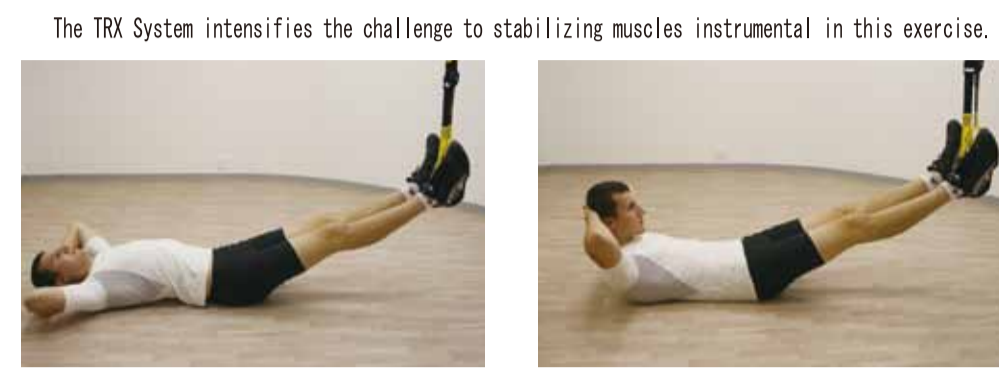 The TRX System intensifies the challenge to stabilizing muscles instrumental in this exercise.